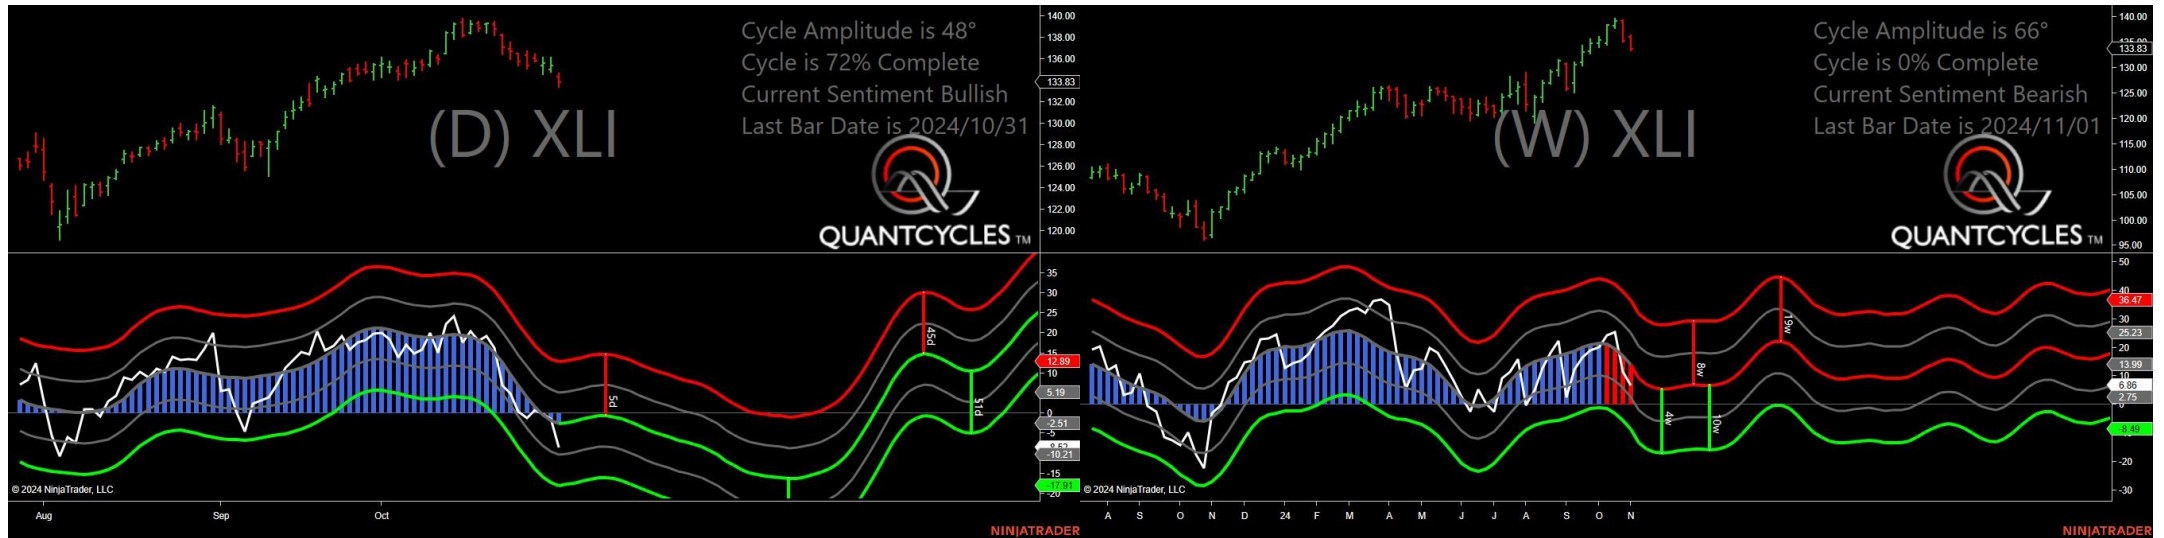 Cycle Amplitude is 48°
Cycle is 72% Complete
Current Sentiment Bullish
Last Bar Date is 2024/10/31
(D) XLI
QUANTCYCLES TM
140.00
138.00
136.00
133.83
132.00
130.00
128.00
126.00
124.00
122.00
120.00
35
30
25
20
15
12.89
10
5.19
0
-2.51
-5
-10.21
-15
-17.91
-20
5d
45d
51d
© 2024 NinjaTrader, LLC
Aug Sep Oct
NINJATRADER
Cycle Amplitude is 66°
Cycle is 0% Complete
Current Sentiment Bearish
Last Bar Date is 2024/11/01
(W) XLI
QUANTCYCLES TM
140.00
135.00
133.83
130.00
125.00
120.00
115.00
110.00
105.00
100.00
95.00
50
40
36.47
30
25.23
20
13.99
10
6.86
2.75
0
-8.49
-20
-30
8w
19w
4w
10w
© 2024 NinjaTrader, LLC
A S O N D 24 F M A M J J A S O N
NINJATRADER